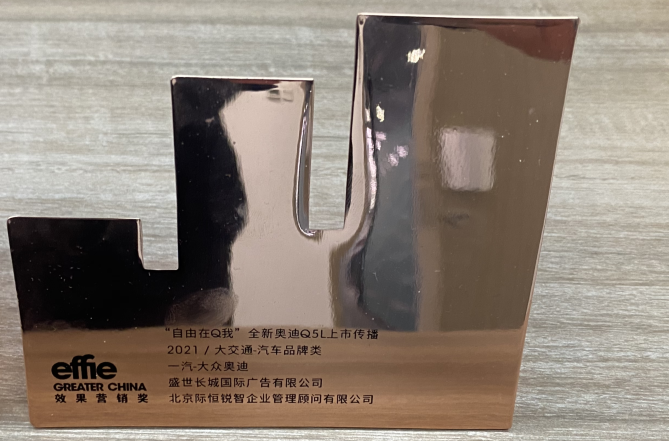 "自由在Q我" 全新奥迪Q5L上市传播
2021 / 大交通-汽车品牌类
一汽-大众奥迪
盛世长城国际广告有限公司
北京际恒锐智企业管理顾问有限公司
effie
GREATER CHINA
效果营销奖